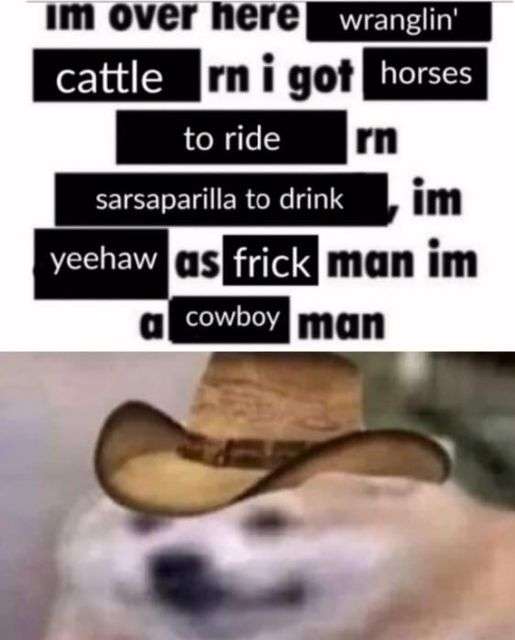 im over here wranglin'
cattle rn i got horses
to ride rn
sarsaparilla to drink, im
yeehaw as frick man im
a cowboy man